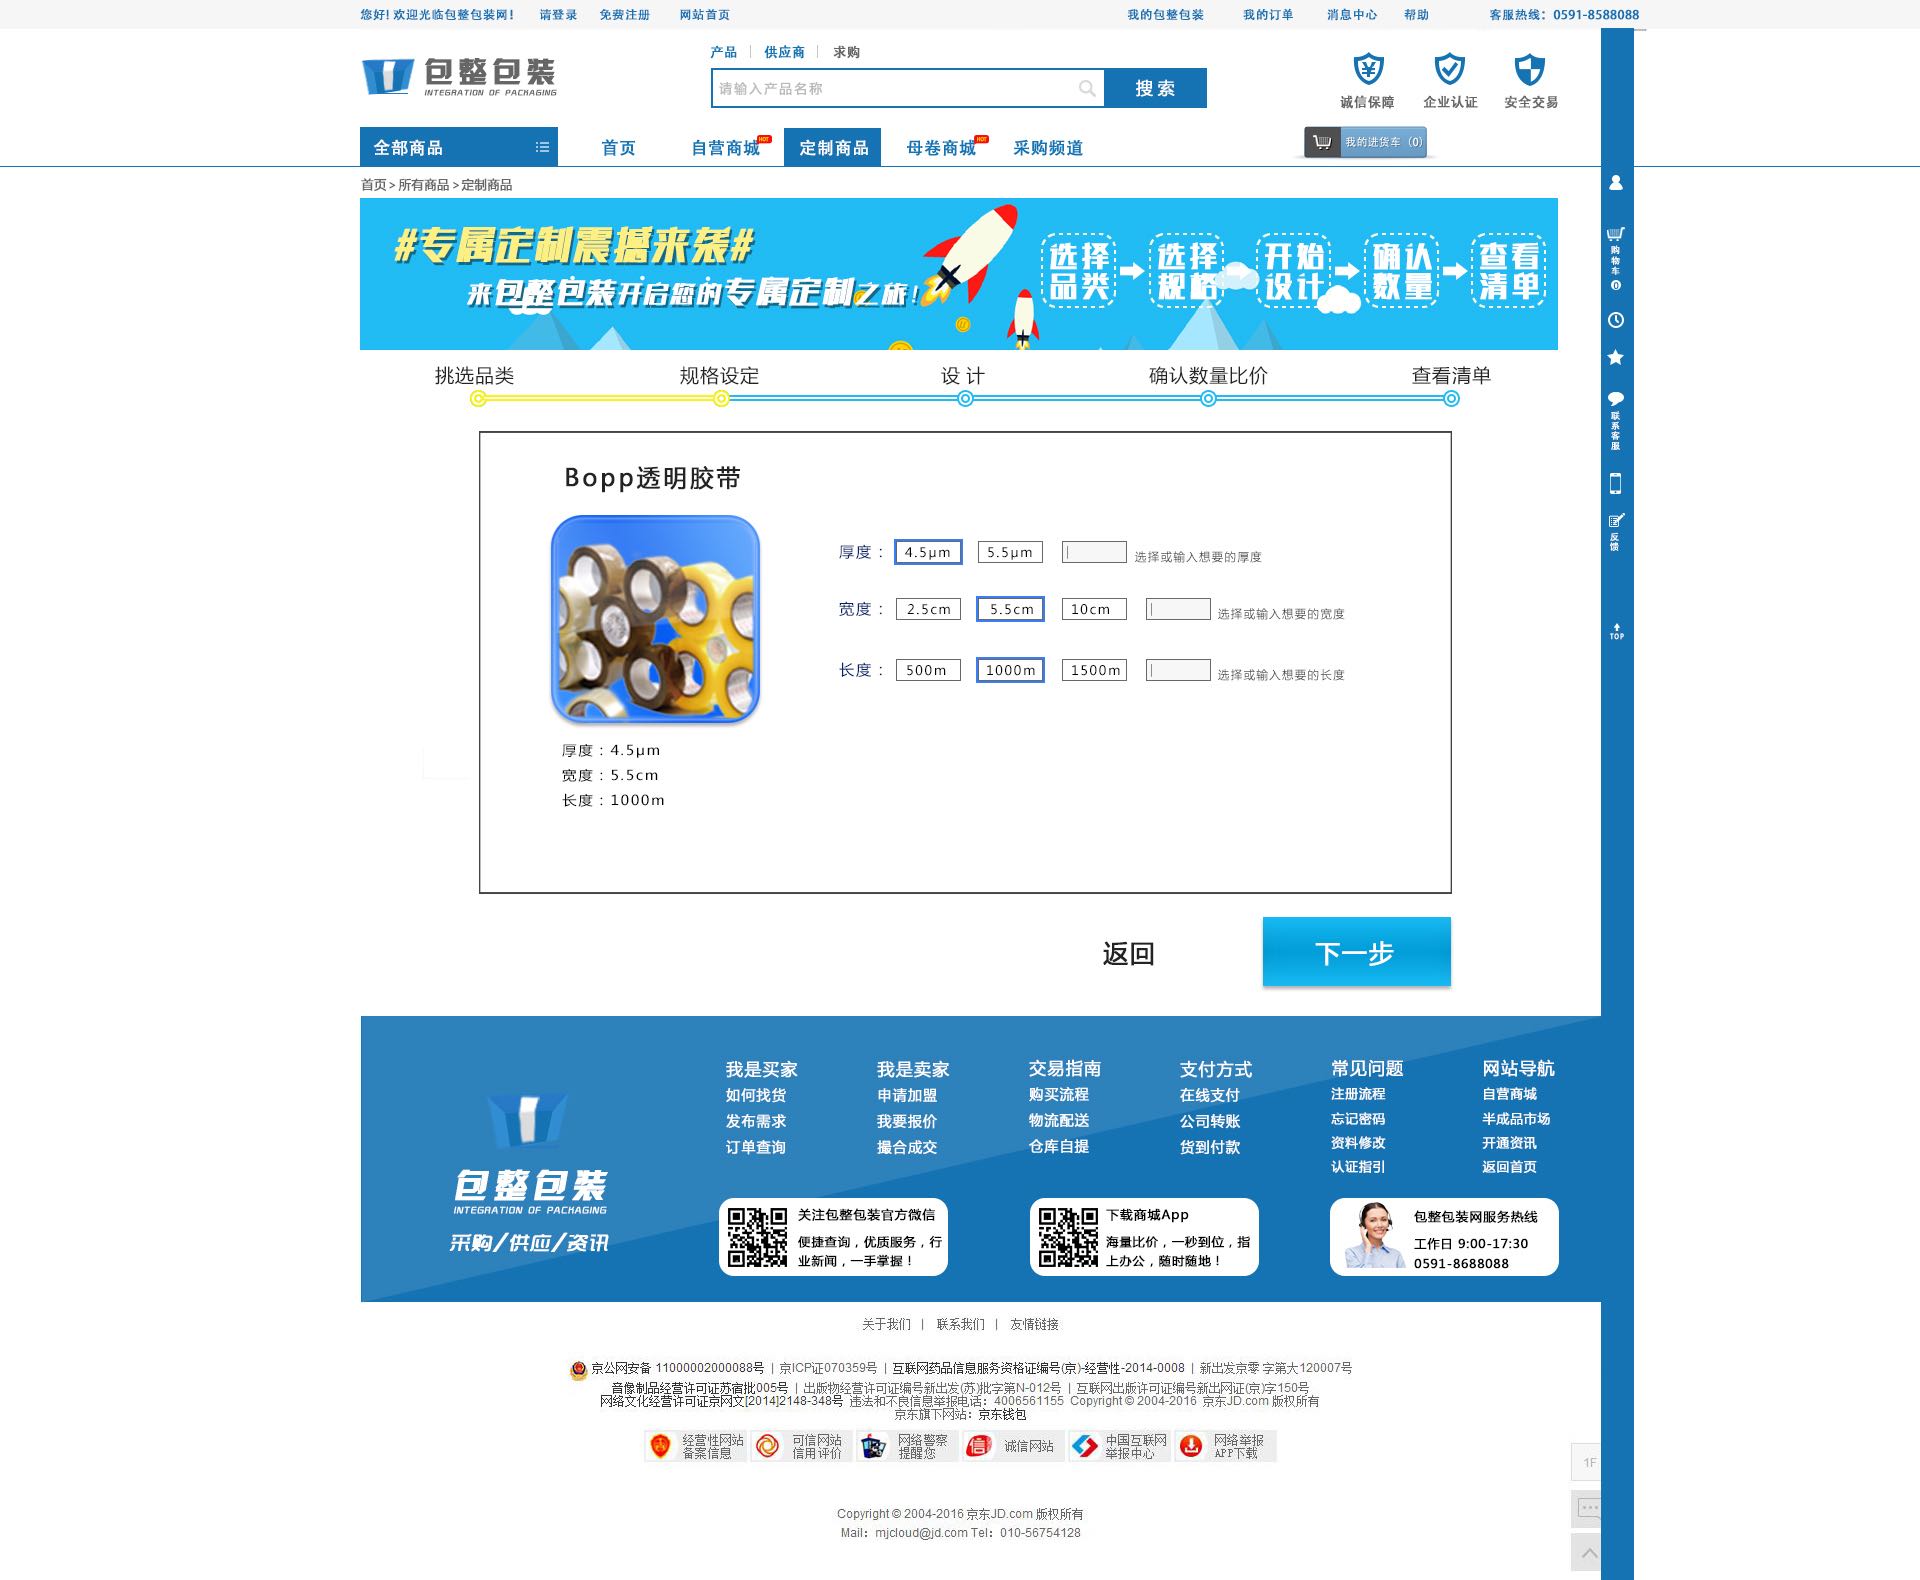 您好! 欢迎光临包整包装网! 请登录 免费注册 网站首页 我的包整包装 我的订单 消息中心 帮助 客服热线：0591-8588088
包整包装
INTEGRATION OF PACKAGING
产品 | 供应商 | 求购
请输入产品名称
搜索
诚信保障 企业认证 安全交易
全部商品 首页 自营商城 HOT 定制商品 母卷商城 HOT 采购频道 我的进货车（0）
首页 > 所有商品 > 定制商品
#专属定制震撼来袭#
来包整包装开启您的专属定制之旅!
选择品类 选择规格 开始设计 确认数量 查看清单
挑选品类 规格设定 设 计 确认数量比价 查看清单
Bopp透明胶带
厚度： 4.5μm 5.5μm 选择或输入想要的厚度
宽度： 2.5cm 5.5cm 10cm 选择或输入想要的宽度
长度： 500m 1000m 1500m 选择或输入想要的长度
厚度：4.5μm
宽度：5.5cm
长度：1000m
返回 下一步
购物车 0
联系客服
反馈
TOP
我是买家
如何找货
发布需求
订单查询
我是卖家
申请加盟
我要报价
撮合成交
交易指南
购买流程
物流配送
仓库自提
支付方式
在线支付
公司转账
货到付款
常见问题
注册流程
忘记密码
资料修改
认证指引
网站导航
自营商城
半成品市场
开通资讯
返回首页
包整包装
INTEGRATION OF PACKAGING
采购/供应/资讯
关注包整包装官方微信
便捷查询，优质服务，行
业新闻，一手掌握！
下载商城App
海量比价，一秒到位，指
上办公，随时随地！
包整包装网服务热线
工作日 9:00-17:30
0591-8688088
关于我们 | 联系我们 | 友情链接
京公网安备 11000002000088号 | 京ICP证070359号 | 互联网药品信息服务资格证编号(京)-经营性-2014-0008 | 新出发京零 字第大120007号
音像制品经营许可证苏宿批005号 | 出版物经营许可证编号新出发(苏)批字第N-012号 | 互联网出版许可证编号新出网证(京)字150号
网络文化经营许可证京网文[2014]2148-348号 违法和不良信息举报电话：4006561155 Copyright © 2004-2016 京东JD.com 版权所有
京东旗下网站：京东钱包
经营性网站
备案信息
可信网站
信用评价
网络警察
提醒您
诚信网站
中国互联网
举报中心
网络举报
APP下载
1F
Copyright © 2004-2016 京东JD.com 版权所有
Mail：mjcloud@jd.com Tel：010-56754128